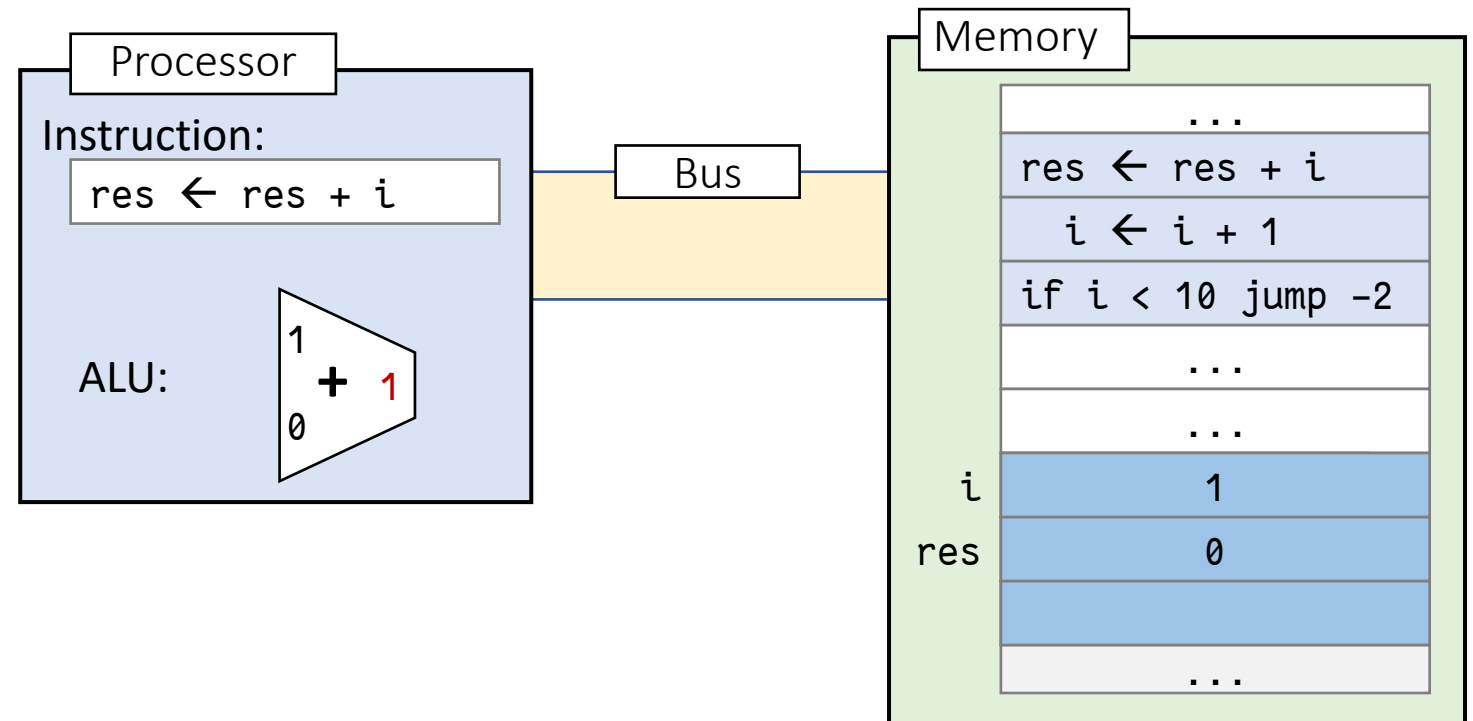 Processor
Instruction:
res ← res + i
ALU:
1
+ 1
0
Bus
Memory
...
res ← res + i
i ← i + 1
if i < 10 jump –2
...
...
i 1
res 0
...